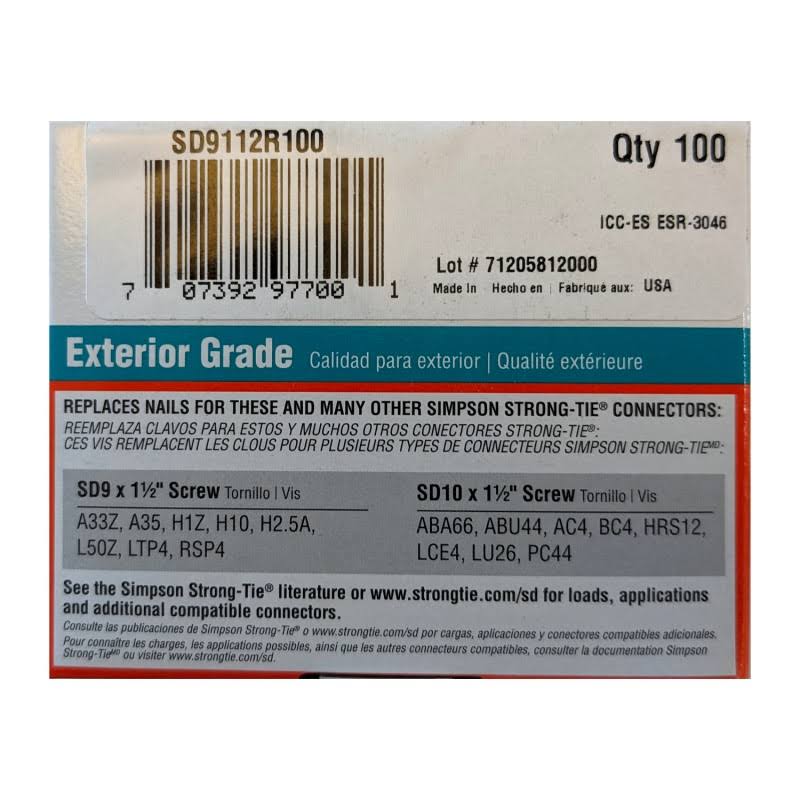 SD9112R100
Qty 100
ICC-ES ESR-3046
7 07392 97700 1
Lot # 71205812000
Made In Hecho en | Fabriqué aux: USA
Exterior Grade Calidad para exterior | Qualité extérieure
REPLACES NAILS FOR THESE AND MANY OTHER SIMPSON STRONG-TIE® CONNECTORS:
REEMPLAZA CLAVOS PARA ESTOS Y MUCHOS OTROS CONECTORES STRONG-TIE®:
CES VIS REMPLACENT LES CLOUS POUR PLUSIEURS TYPES DE CONNECTEURS SIMPSON STRONG-TIEᴹᴰ:
SD9 x 1½" Screw Tornillo | Vis
A33Z, A35, H1Z, H10, H2.5A,
L50Z, LTP4, RSP4
SD10 x 1½" Screw Tornillo | Vis
ABA66, ABU44, AC4, BC4, HRS12,
LCE4, LU26, PC44
See the Simpson Strong-Tie® literature or www.strongtie.com/sd for loads, applications
and additional compatible connectors.
Consulte las publicaciones de Simpson Strong-Tie® o www.strongtie.com/sd por cargas, aplicaciones y conectores compatibles adicionales.
Pour connaître les charges, les applications possibles, ainsi que les autres connecteurs compatibles, consulter la documentation Simpson
Strong-Tieᴹᴰ ou visiter www.strongtie.com/sd.